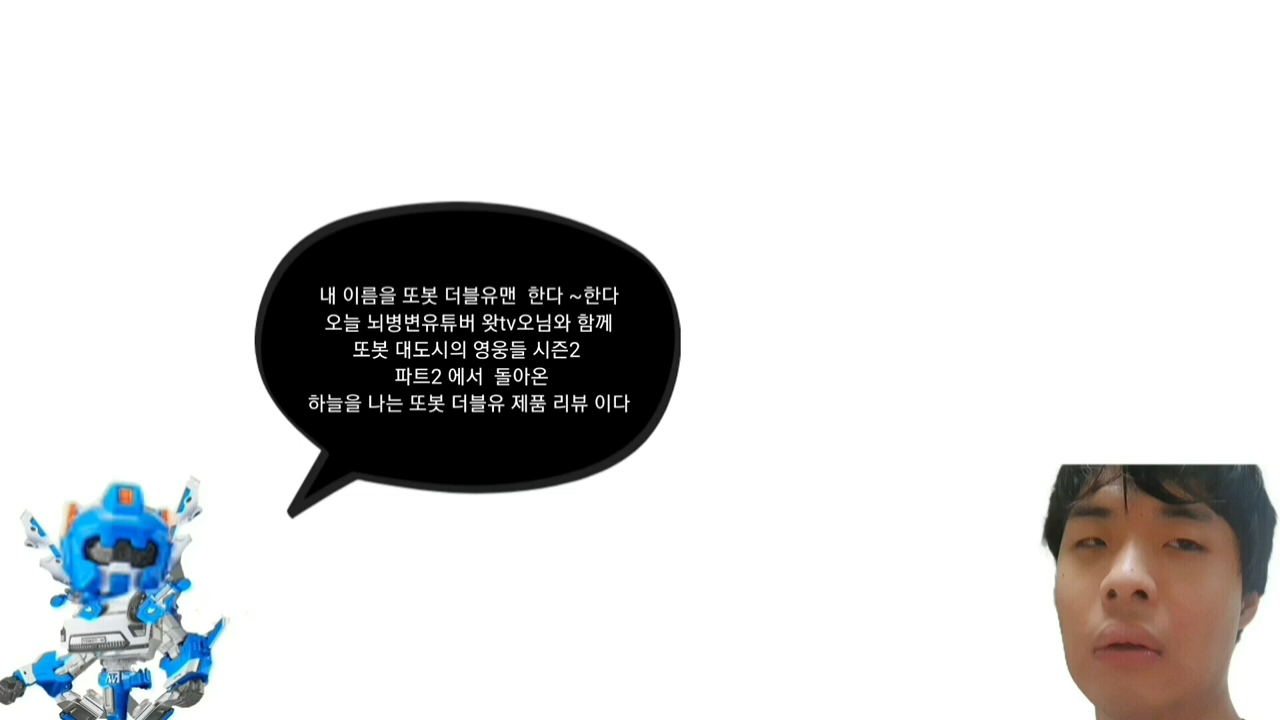 내 이름을 또봇 더블유맨 한다 ~한다
오늘 뇌병변유튜버 왓tv오님와 함께
또봇 대도시의 영웅들 시즌2
파트2 에서 돌아온
하늘을 나는 또봇 더블유 제품 리뷰 이다